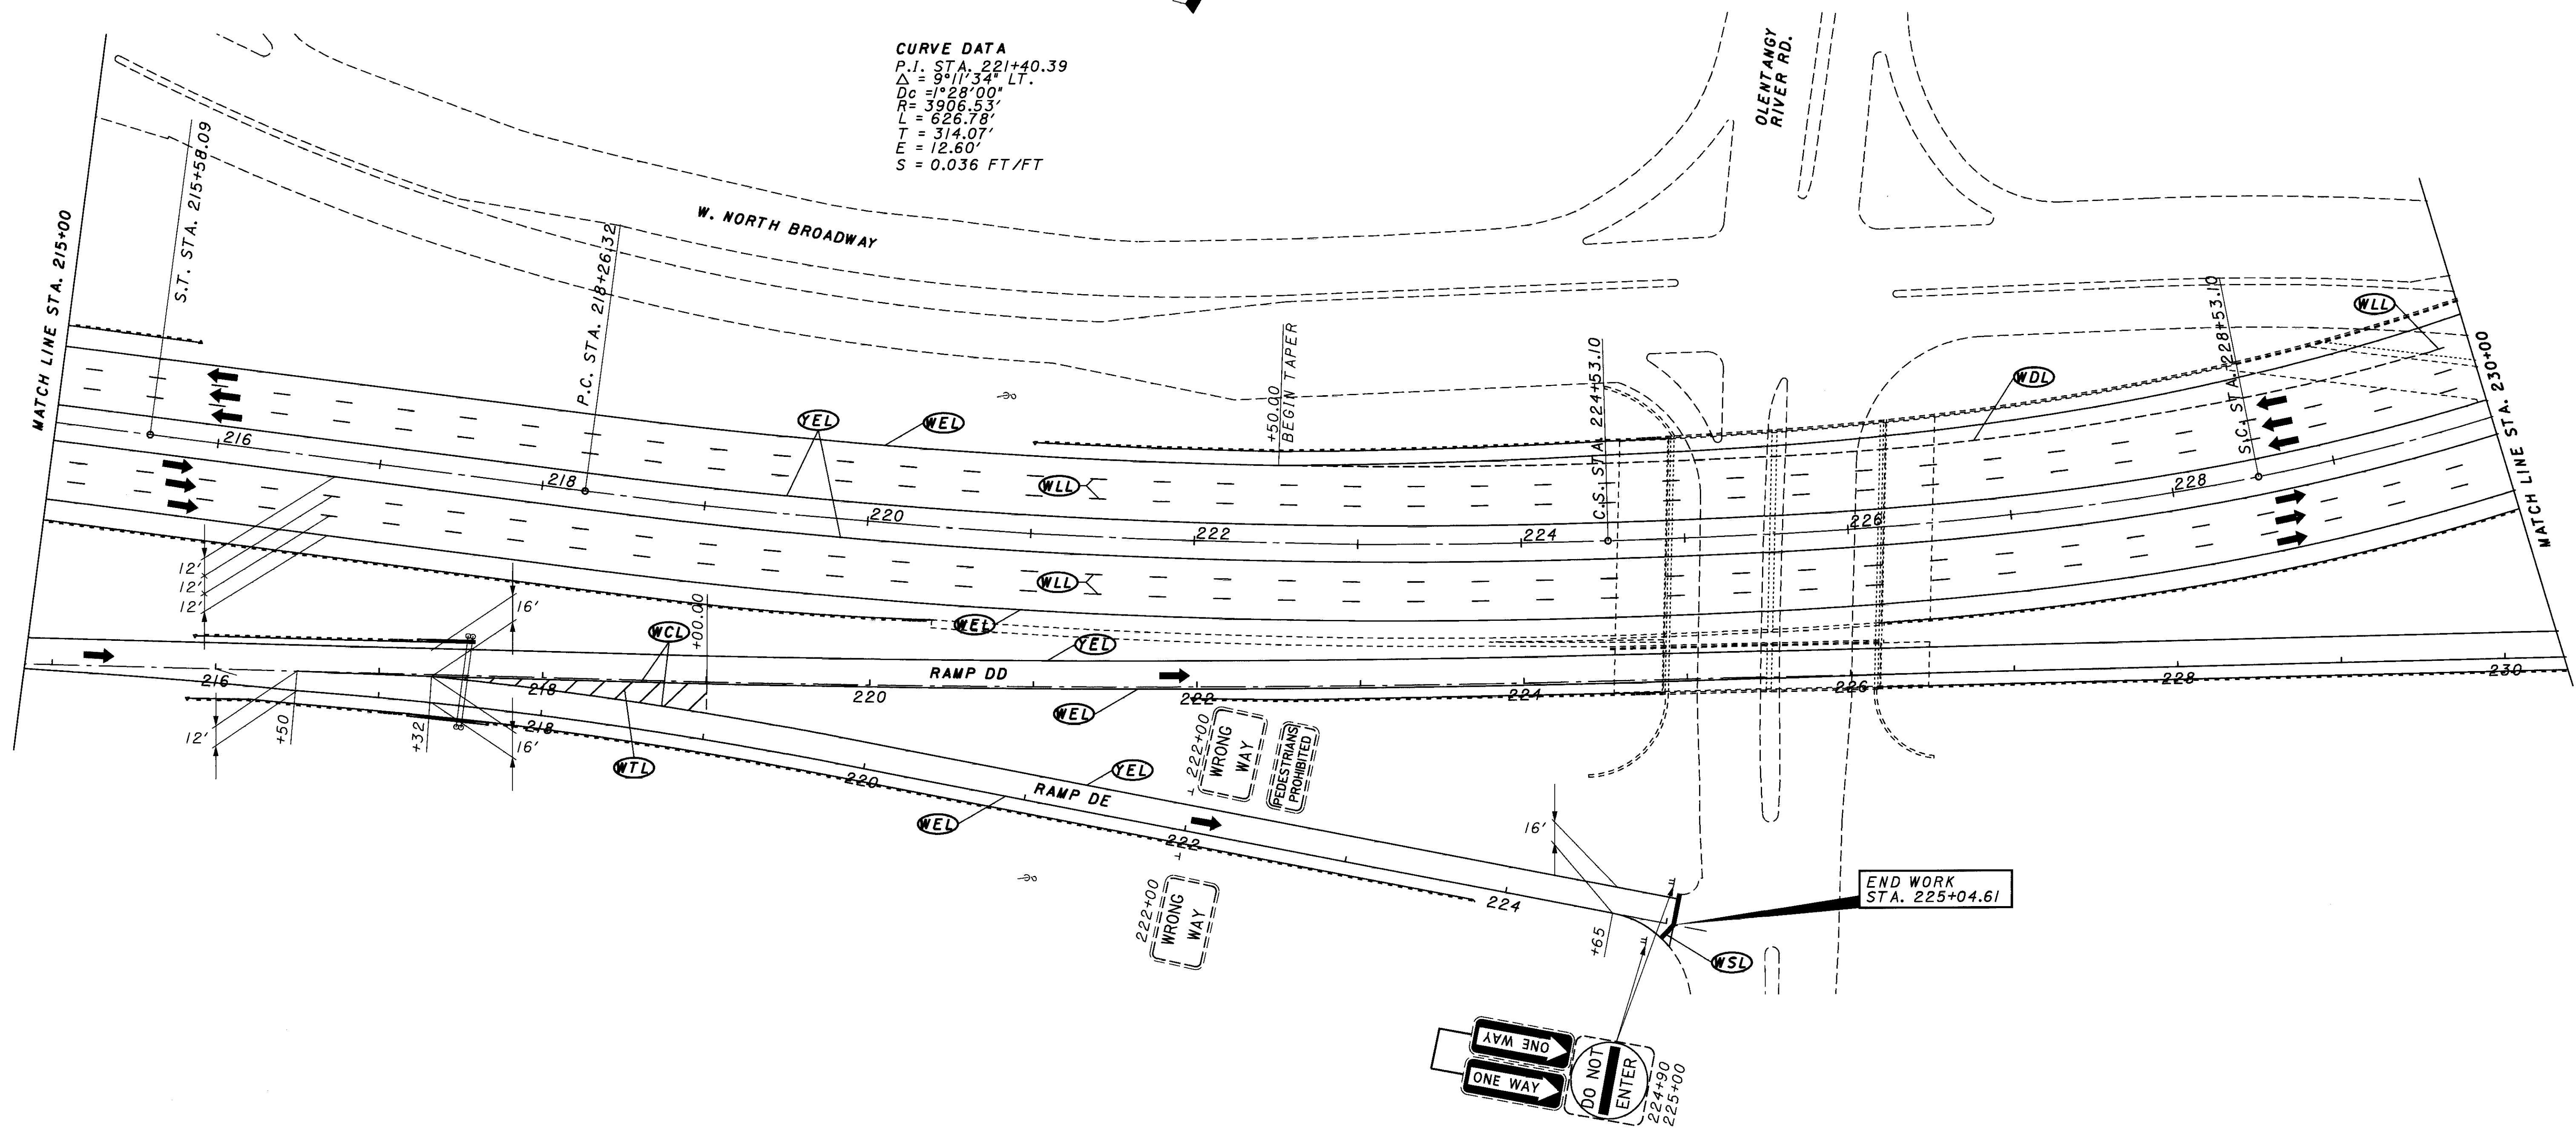 CURVE DATA
P.I. STA. 221+40.39
Δ = 9°11'34" LT.
Dc =1°28'00"
R= 3906.53'
L = 626.78'
T = 314.07'
E = 12.60'
S = 0.036 FT/FT
OLENTANGY
RIVER RD.
W. NORTH BROADWAY
MATCH LINE STA. 215+00
S.T. STA. 215+58.09
P.C. STA. 218+26.32
+50.00
BEGIN TAPER
C.S. STA. 224+53.10
S.C. STA. 228+53.10
MATCH LINE STA. 230+00
WLL
WDL
YEL
WEL
WLL
216
218
220
222
224
226
228
WLL
12'
12'
12'
16'
WCL
+00.00
WEL
YEL
RAMP DD
216
218
220
222
224
226
228
230
WEL
12'
+50
+32
16'
218
WTL
220
YEL
RAMP DE
WEL
222+00
WRONG
WAY
PEDESTRIANS
PROHIBITED
222
222+00
WRONG
WAY
16'
224
+65
END WORK
STA. 225+04.61
WSL
ONE WAY
ONE WAY
DO NOT
ENTER
224+90
225+00